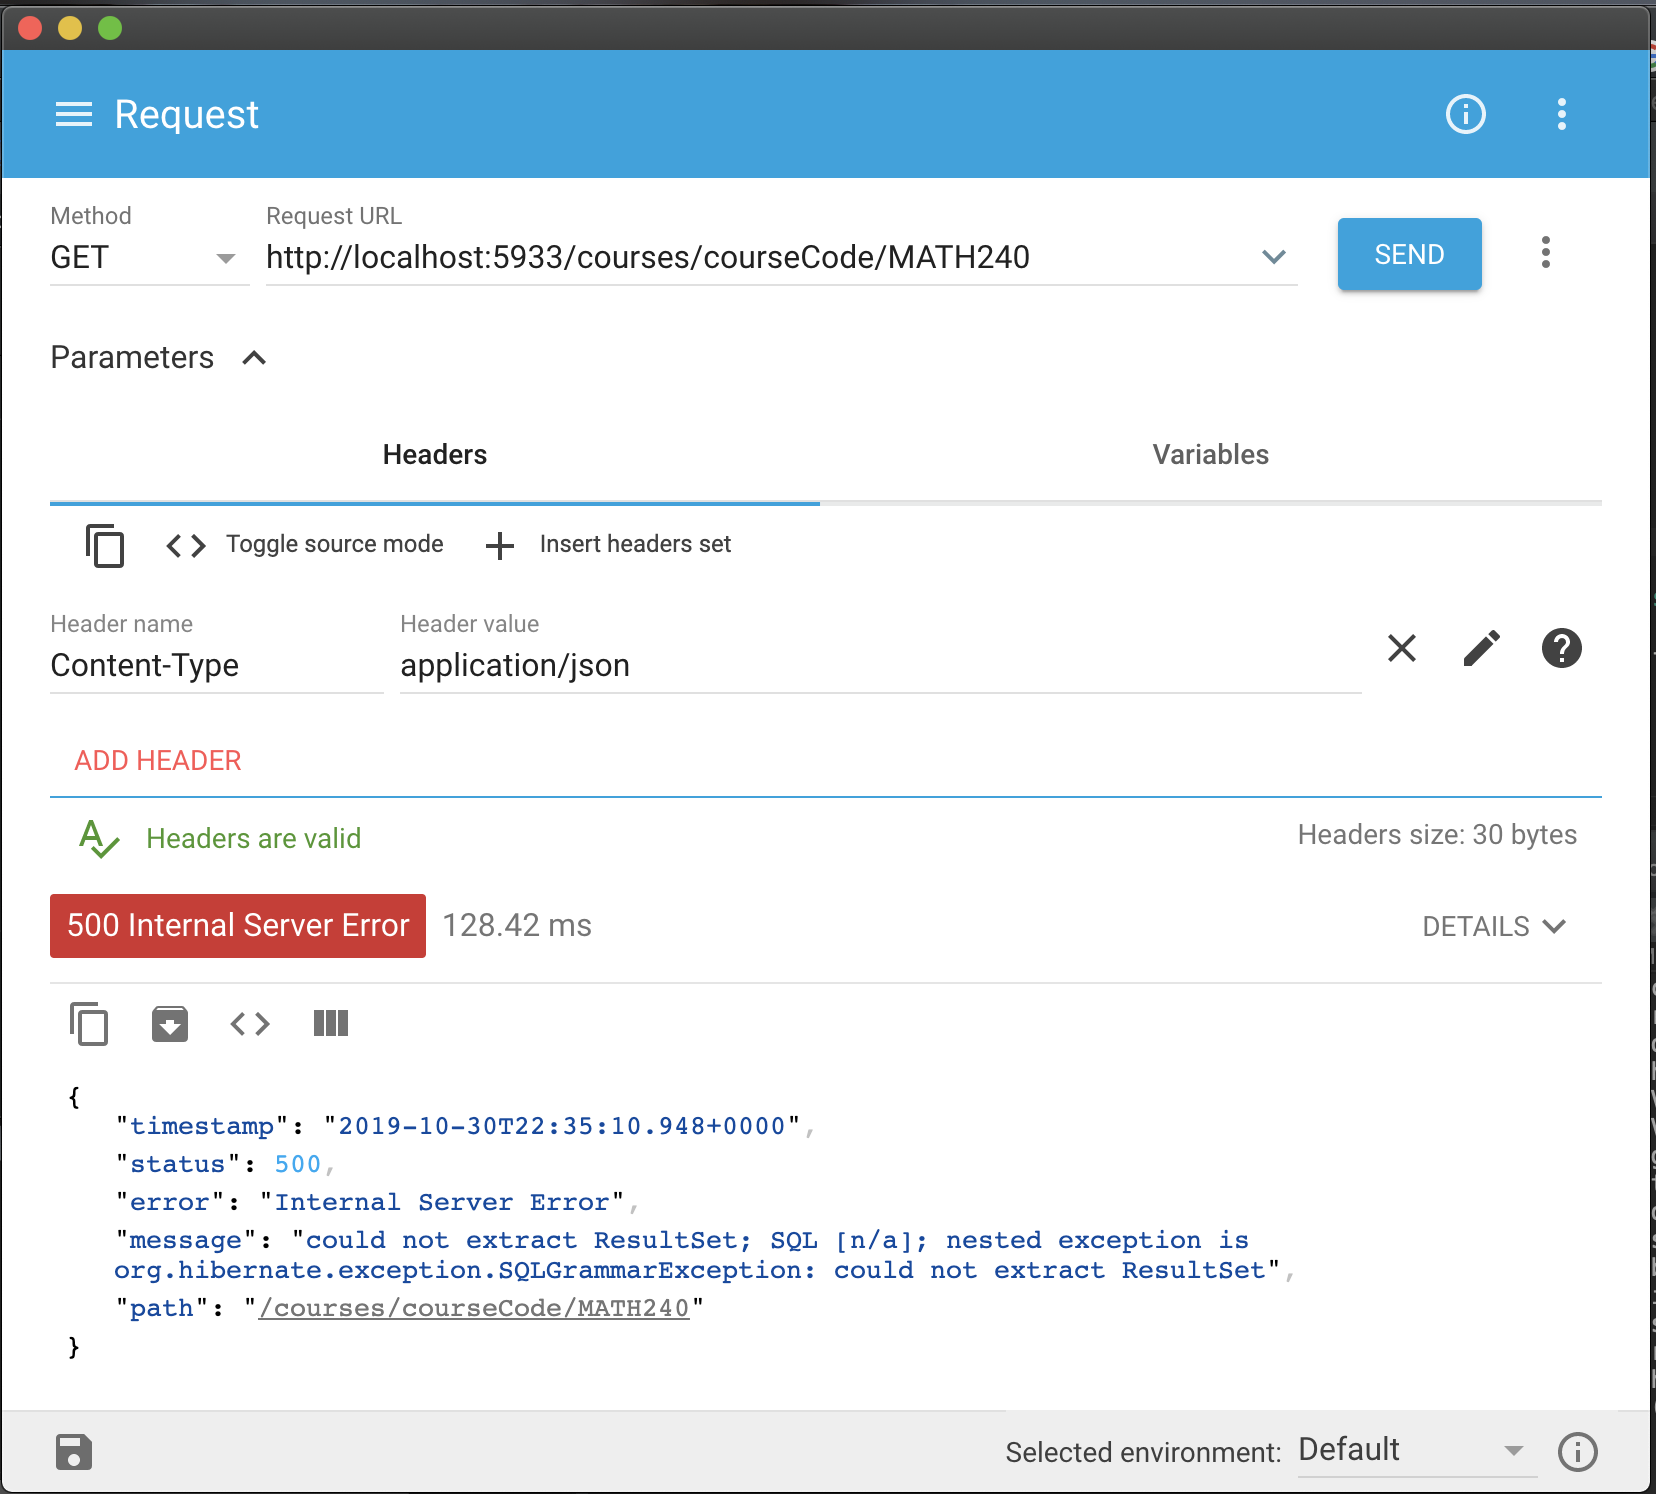 Request
Method
Request URL
GET
http://localhost:5933/courses/courseCode/MATH240
SEND
Parameters
Headers
Variables
Toggle source mode
Insert headers set
Header name
Header value
Content-Type
application/json
ADD HEADER
Headers are valid
Headers size: 30 bytes
500 Internal Server Error
128.42 ms
DETAILS
{
"timestamp": "2019-10-30T22:35:10.948+0000",
"status": 500,
"error": "Internal Server Error",
"message": "could not extract ResultSet; SQL [n/a]; nested exception is
org.hibernate.exception.SQLGrammarException: could not extract ResultSet",
"path": "/courses/courseCode/MATH240"
}
Selected environment:
Default